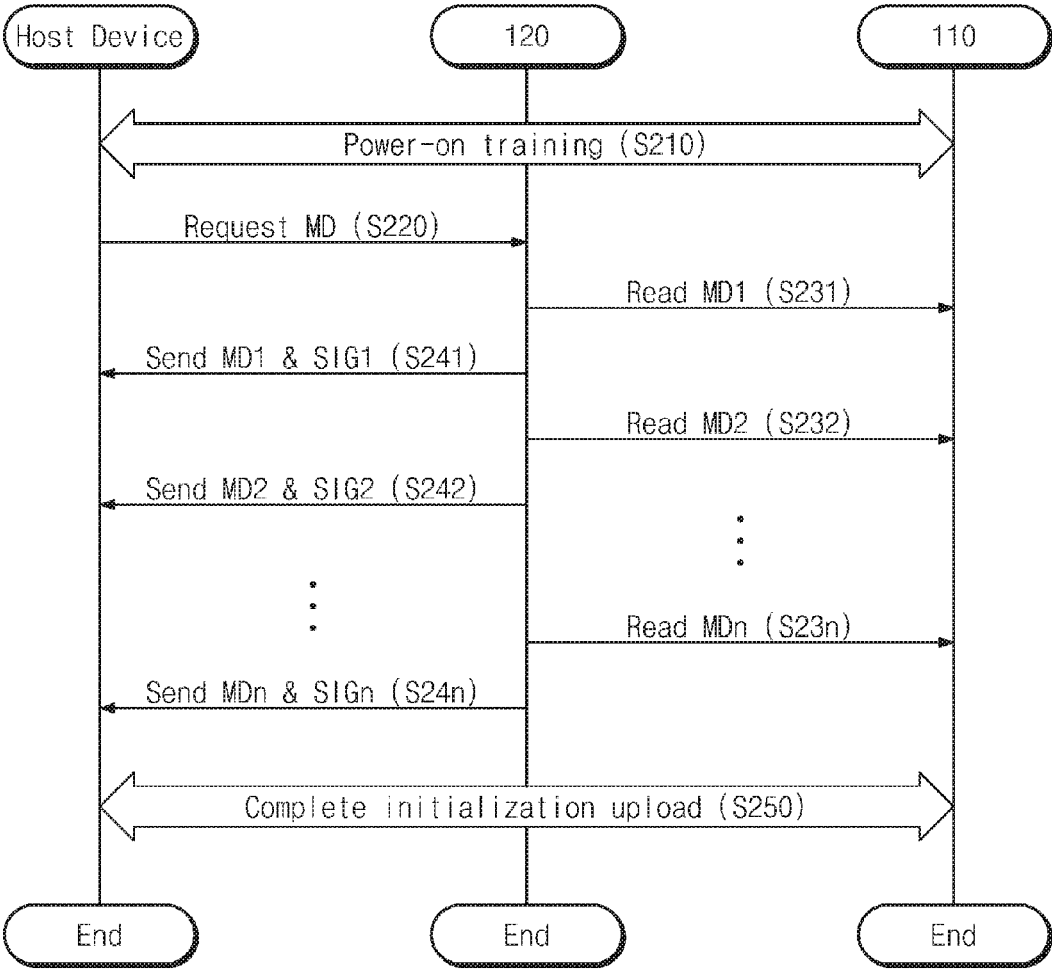 Host Device
120
110
Power-on training (S210)
Request MD (S220)
Read MD1 (S231)
Send MD1 & SIG1 (S241)
Read MD2 (S232)
Send MD2 & SIG2 (S242)
Read MDn (S23n)
Send MDn & SIGn (S24n)
Complete initialization upload (S250)
End
End
End